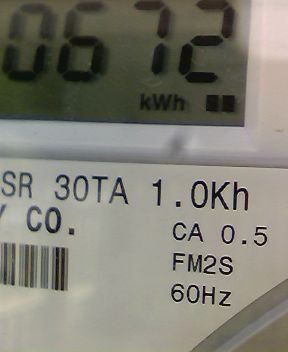 0672
kWh
SR 30TA 1.0Kh
Y CO.
CA 0.5
FM2S
60Hz